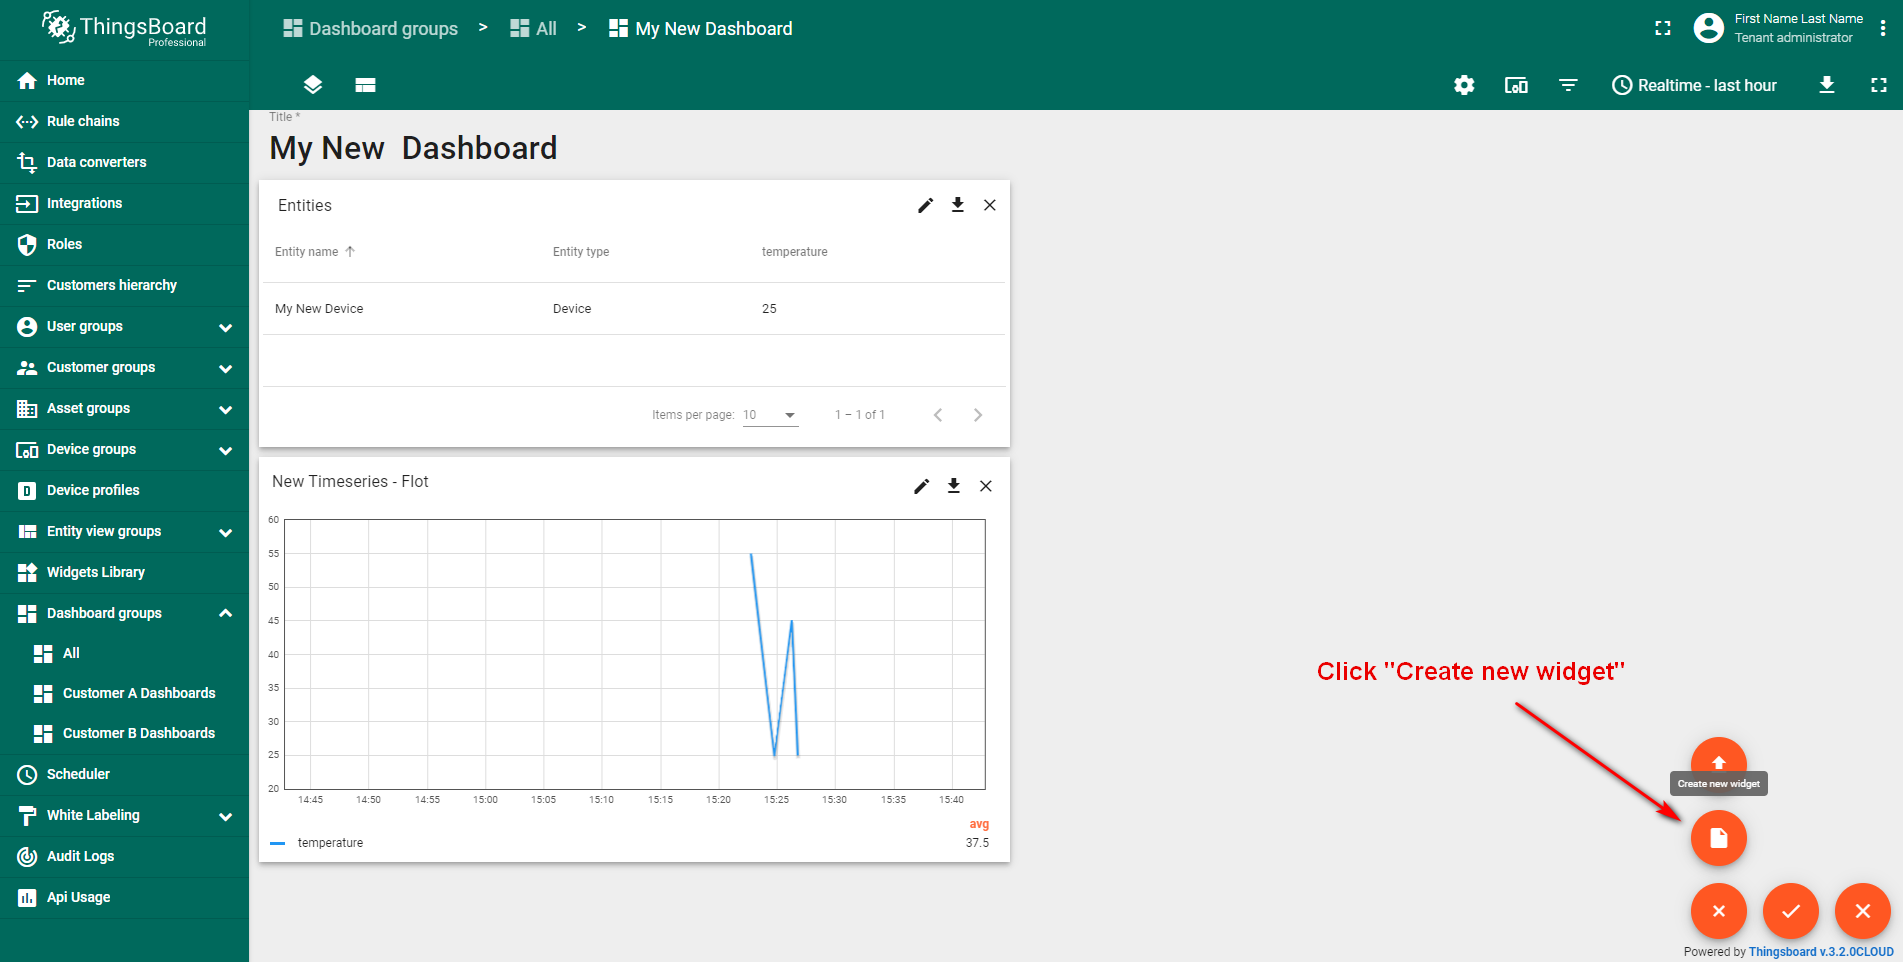 ThingsBoard
Professional
Dashboard groups > All > My New Dashboard
First Name Last Name
Tenant administrator
Realtime - last hour
Home
Rule chains
Data converters
Integrations
Roles
Customers hierarchy
User groups
Customer groups
Asset groups
Device groups
Device profiles
Entity view groups
Widgets Library
Dashboard groups
All
Customer A Dashboards
Customer B Dashboards
Scheduler
White Labeling
Audit Logs
Api Usage
Title *
My New  Dashboard
Entities
Entity name Entity type temperature
My New Device Device 25
Items per page: 10 1 – 1 of 1
New Timeseries - Flot
60
55
50
45
40
35
30
25
20
14:45 14:50 14:55 15:00 15:05 15:10 15:15 15:20 15:25 15:30 15:35 15:40
avg
temperature 37.5
Click "Create new widget"
Create new widget
Powered by Thingsboard v.3.2.0CLOUD